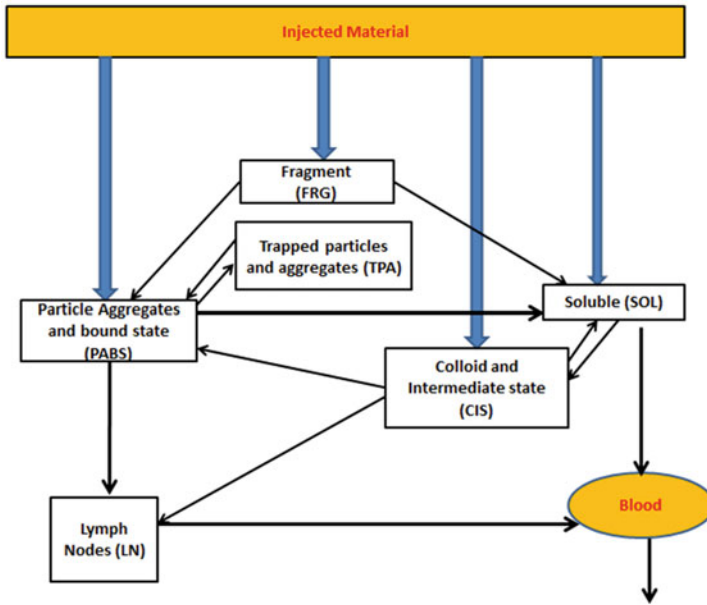 Injected Material
Fragment
(FRG)
Trapped particles
and aggregates (TPA)
Particle Aggregates
and bound state
(PABS)
Soluble (SOL)
Colloid and
Intermediate state
(CIS)
Lymph
Nodes (LN)
Blood